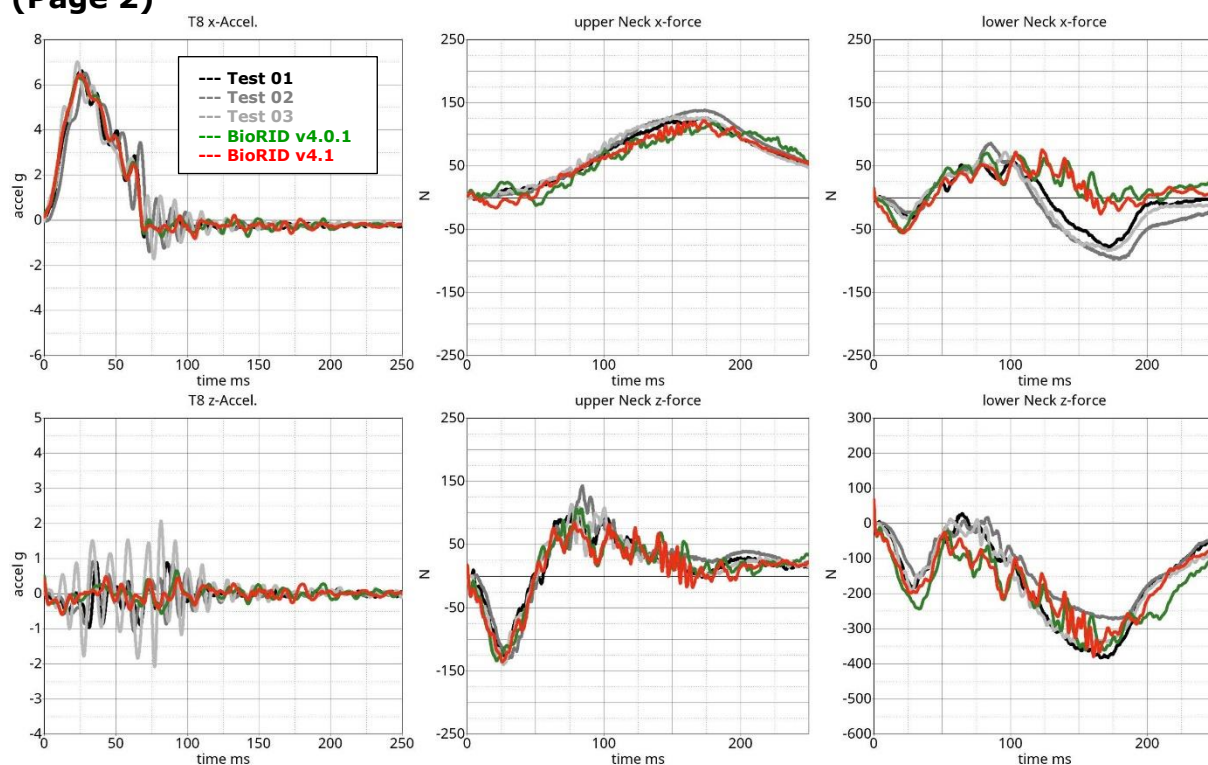 (Page 2)
T8 x-Accel.
8
6
4
2
0
-2
-4
-6
accel g
0
50
100
150
200
250
time ms
--- Test 01
--- Test 02
--- Test 03
--- BioRID v4.0.1
--- BioRID v4.1
upper Neck x-force
250
150
50
-50
-150
-250
N
0
100
200
time ms
lower Neck x-force
250
150
50
-50
-150
-250
N
0
100
200
time ms
T8 z-Accel.
5
4
3
2
1
0
-1
-2
-3
-4
accel g
0
50
100
150
200
250
time ms
upper Neck z-force
250
150
50
-50
-150
-250
N
0
100
200
time ms
lower Neck z-force
300
200
100
0
-100
-200
-300
-400
-500
-600
N
0
100
200
time ms